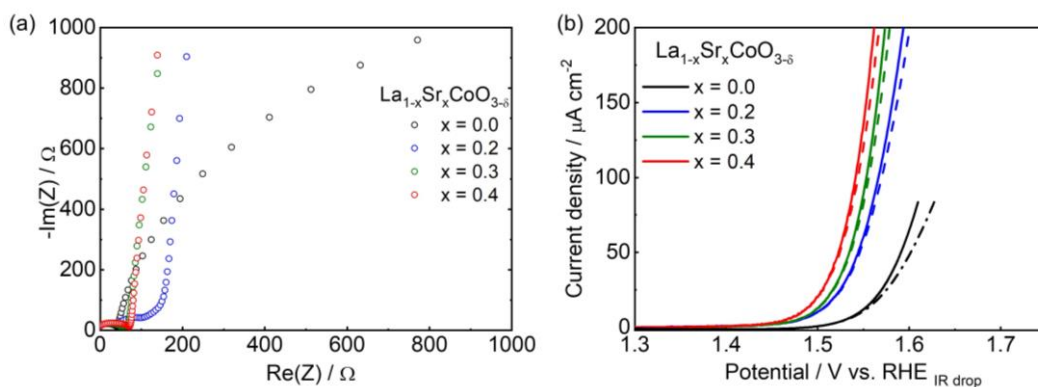 (a)
1000
800
600
400
200
0
-Im(Z) / Ω
0 200 400 600 800 1000
Re(Z) / Ω
La1-xSrxCoO3-δ
x = 0.0
x = 0.2
x = 0.3
x = 0.4
(b)
200
150
100
50
0
Current density / μA cm-2
1.3 1.4 1.5 1.6 1.7
Potential / V vs. RHE IR drop
La1-xSrxCoO3-δ
x = 0.0
x = 0.2
x = 0.3
x = 0.4